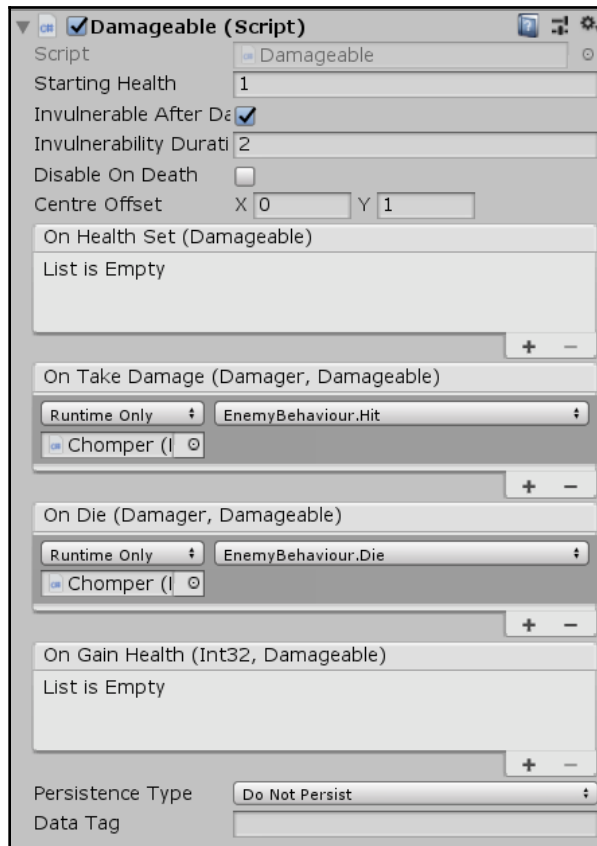 Damageable (Script)
Script Damageable
Starting Health 1
Invulnerable After Da
Invulnerability Durati 2
Disable On Death
Centre Offset X 0 Y 1
On Health Set (Damageable)
List is Empty
+ −
On Take Damage (Damager, Damageable)
Runtime Only EnemyBehaviour.Hit
Chomper (
+ −
On Die (Damager, Damageable)
Runtime Only EnemyBehaviour.Die
Chomper (
+ −
On Gain Health (Int32, Damageable)
List is Empty
+ −
Persistence Type Do Not Persist
Data Tag